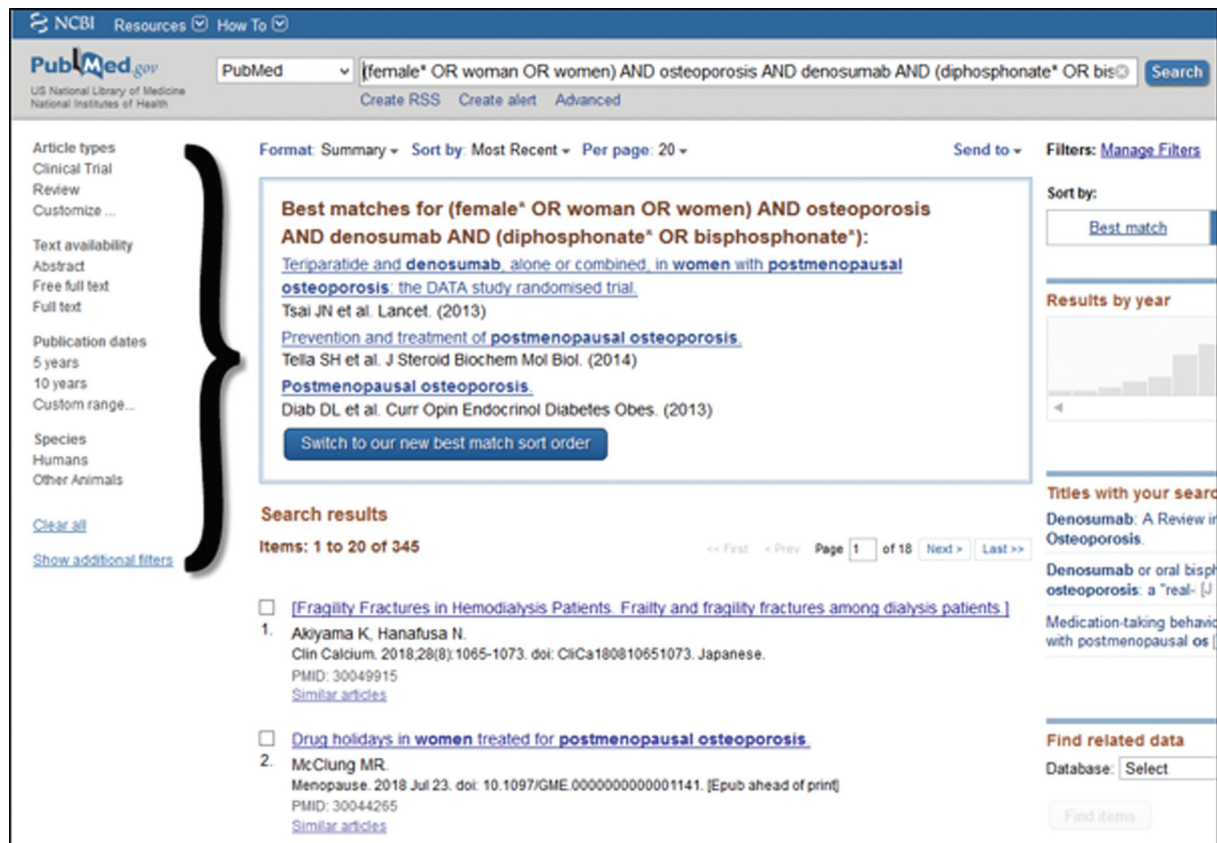 NCBI Resources How To
PubMed.gov
US National Library of Medicine
National Institutes of Health
PubMed
(female* OR woman OR women) AND osteoporosis AND denosumab AND (diphosphonate* OR bis
Search
Create RSS Create alert Advanced
Article types
Clinical Trial
Review
Customize ...
Text availability
Abstract
Free full text
Full text
Publication dates
5 years
10 years
Custom range...
Species
Humans
Other Animals
Clear all
Show additional filters
Format: Summary Sort by: Most Recent Per page: 20 Send to
Best matches for (female* OR woman OR women) AND osteoporosis
AND denosumab AND (diphosphonate* OR bisphosphonate*):
Teriparatide and denosumab, alone or combined, in women with postmenopausal
osteoporosis: the DATA study randomised trial.
Tsai JN et al. Lancet. (2013)
Prevention and treatment of postmenopausal osteoporosis.
Tella SH et al. J Steroid Biochem Mol Biol. (2014)
Postmenopausal osteoporosis.
Diab DL et al. Curr Opin Endocrinol Diabetes Obes. (2013)
Switch to our new best match sort order
Search results
Items: 1 to 20 of 345
<< First < Prev Page 1 of 18 Next > Last >>
[Fragility Fractures in Hemodialysis Patients. Frailty and fragility fractures among dialysis patients.]
1. Akiyama K, Hanafusa N.
Clin Calcium. 2018;28(8):1065-1073. doi: CliCa180810651073. Japanese.
PMID: 30049915
Similar articles
Drug holidays in women treated for postmenopausal osteoporosis.
2. McClung MR.
Menopause. 2018 Jul 23. doi: 10.1097/GME.0000000000001141. [Epub ahead of print]
PMID: 30044265
Similar articles
Filters: Manage Filters
Sort by:
Best match
Results by year
Titles with your searc
Denosumab: A Review in
Osteoporosis.
Denosumab or oral bisph
osteoporosis: a "real- [J
Medication-taking behavio
with postmenopausal os [
Find related data
Database: Select
Find items